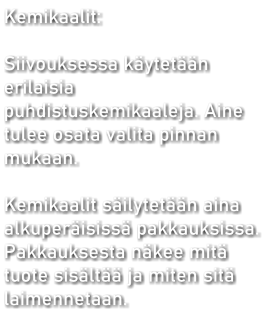 Kemikaalit:
Siivouksessa käytetään
erilaisia
puhdistuskemikaaleja. Aine
tulee osata valita pinnan
mukaan.
Kemikaalit säilytetään aina
alkuperäisissä pakkauksissa.
Pakkauksesta näkee mitä
tuote sisältää ja miten sitä
laimennetaan.